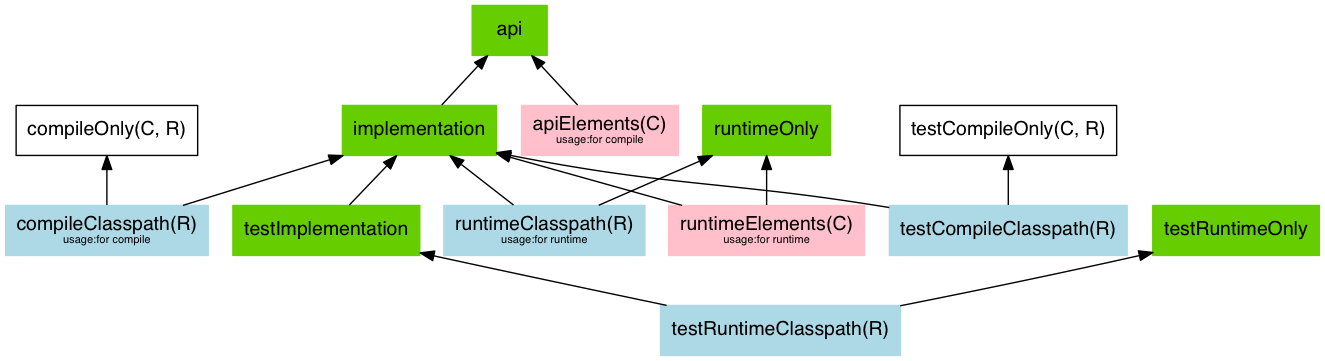 api
compileOnly(C, R)
implementation
apiElements(C)
usage:for compile
runtimeOnly
testCompileOnly(C, R)
compileClasspath(R)
usage:for compile
testImplementation
runtimeClasspath(R)
usage:for runtime
runtimeElements(C)
usage:for runtime
testCompileClasspath(R)
testRuntimeOnly
testRuntimeClasspath(R)